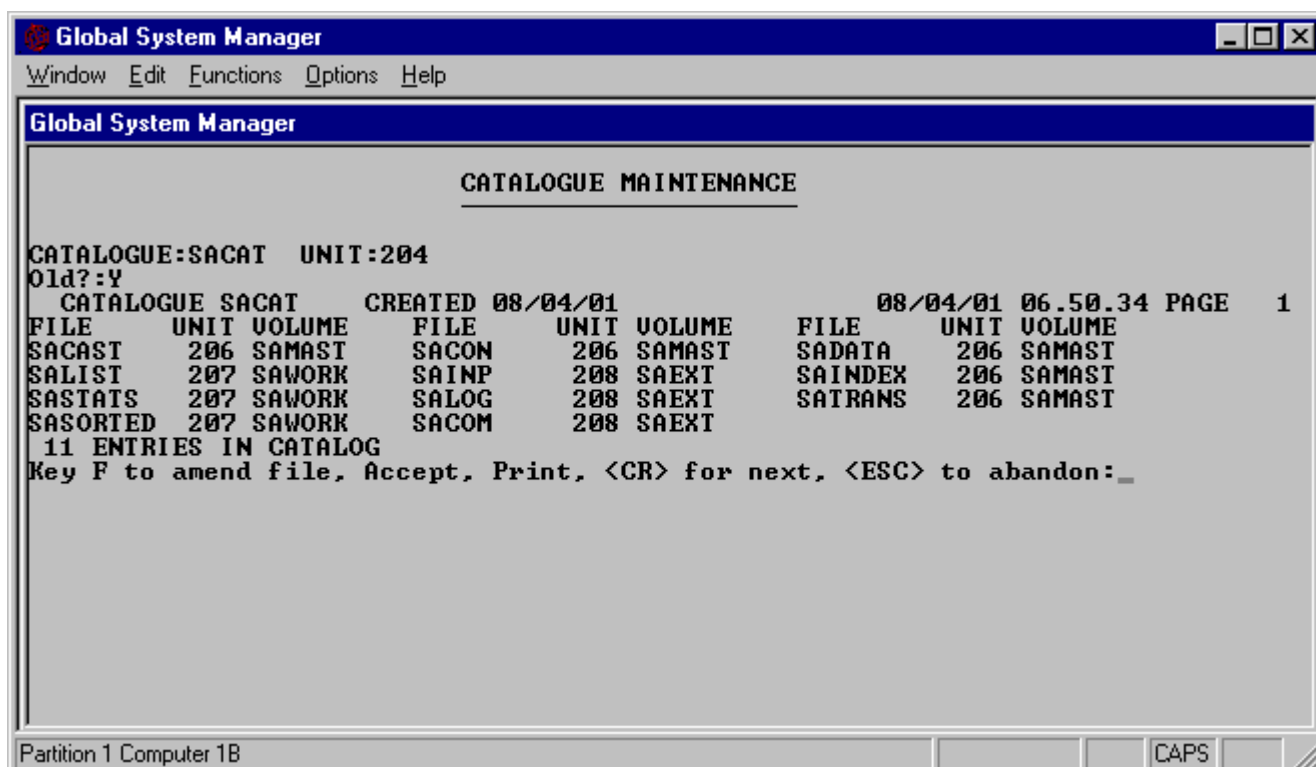 Global System Manager
Window Edit Functions Options Help
Global System Manager
CATALOGUE MAINTENANCE
CATALOGUE:SACAT UNIT:204
Old?:Y
CATALOGUE SACAT CREATED 08/04/01 08/04/01 06.50.34 PAGE 1
FILE UNIT VOLUME FILE UNIT VOLUME FILE UNIT VOLUME
SACAST 206 SAMAST SACON 206 SAMAST SADATA 206 SAMAST
SALIST 207 SAWORK SAINP 208 SAEXT SAINDEX 206 SAMAST
SASTATS 207 SAWORK SALOG 208 SAEXT SATRANS 206 SAMAST
SASORTED 207 SAWORK SACOM 208 SAEXT
11 ENTRIES IN CATALOG
Key F to amend file, Accept, Print, <CR> for next, <ESC> to abandon:_
Partition 1 Computer 1B CAPS